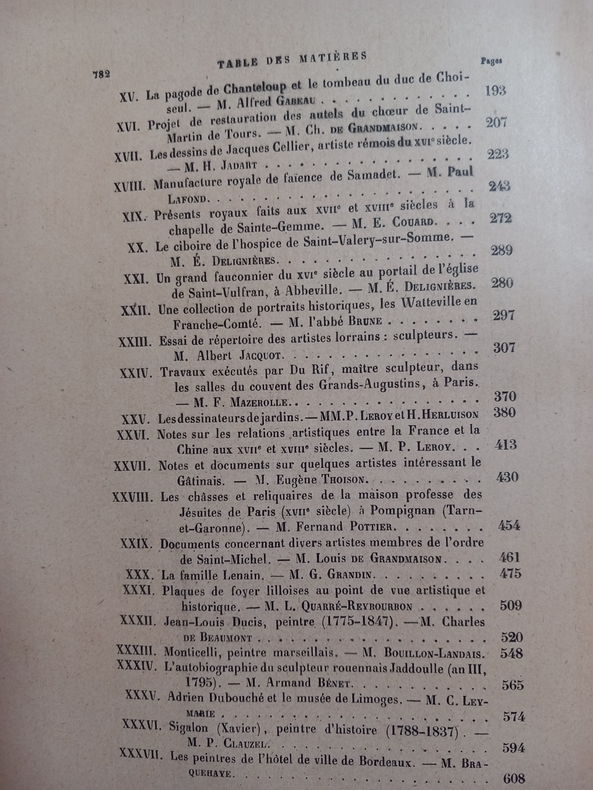 782
TABLE DES MATIÈRES
Pages
XV. La pagode de Chanteloup et le tombeau du duc de Choi-
seul. — M. Alfred GABEAU . . . . . . . . . . . . 193
XVI. Projet de restauration des autels du chœur de Saint-
Martin de Tours. — M. Ch. DE GRANDMAISON. . . . . 207
XVII. Les dessins de Jacques Cellier, artiste rémois du XVIe siècle.
— M. H. JADART . . . . . . . . . . . . . . . . 223
XVIII. Manufacture royale de faïence de Samadet. — M. Paul
LAFOND. . . . . . . . . . . . . . . . . . . . 243
XIX. Présents royaux faits aux XVIIe et XVIIIe siècles à la
chapelle de Sainte-Gemme. — M. E. COUARD. . . . 272
XX. Le ciboire de l'hospice de Saint-Valery-sur-Somme. —
M. É. DELIGNIÈRES. . . . . . . . . . . . . . . 289
XXI. Un grand fauconnier du XVIe siècle au portail de l'église
de Saint-Vulfran, à Abbeville. — M. É. DELIGNIÈRES. 280
XXII. Une collection de portraits historiques, les Watteville en
Franche-Comté. — M. l'abbé BRUNE . . . . . . . . 297
XXIII. Essai de répertoire des artistes lorrains : sculpteurs. —
M. Albert JACQUOT. . . . . . . . . . . . . . . 307
XXIV. Travaux exécutés par Du Rif, maître sculpteur, dans
les salles du couvent des Grands-Augustins, à Paris.
— M. F. MAZEROLLE. . . . . . . . . . . . . . . 370
XXV. Les dessinateurs de jardins. — MM. P. LEROY et H. HERLUISON 380
XXVI. Notes sur les relations artistiques entre la France et la
Chine aux XVIIe et XVIIIe siècles. — M. P. LEROY. . . 413
XXVII. Notes et documents sur quelques artistes intéressant le
Gâtinais. — M. Eugène THOISON. . . . . . . . . . 430
XXVIII. Les châsses et reliquaires de la maison professe des
Jésuites de Paris (XVIIe siècle) à Pompignan (Tarn-
et-Garonne). — M. Fernand POTTIER. . . . . . . . 454
XXIX. Documents concernant divers artistes membres de l'ordre
de Saint-Michel. — M. Louis DE GRANDMAISON. . . . 461
XXX. La famille Lenain. — M. G. GRANDIN. . . . . . . . . 475
XXXI. Plaques de foyer lilloises au point de vue artistique et
historique. — M. L. QUARRÉ-REYBOURBON . . . . . . 509
XXXII. Jean-Louis Ducis, peintre (1775-1847). — M. Charles
DE BEAUMONT . . . . . . . . . . . . . . . . . 520
XXXIII. Monticelli, peintre marseillais. — M. BOUILLON-LANDAIS. 548
XXXIV. L'autobiographie du sculpteur rouennais Jaddoulle (an III,
1795). — M. Armand BÉNET. . . . . . . . . . . . 565
XXXV. Adrien Dubouché et le musée de Limoges. — M. C. LEY-
MARIE . . . . . . . . . . . . . . . . . . . . 574
XXXVI. Sigalon (Xavier), peintre d'histoire (1788-1837). —
M. P. CLAUZEL. . . . . . . . . . . . . . . . . 594
XXXVII. Les peintres de l'hôtel de ville de Bordeaux. — M. BRA-
QUEHAYE. . . . . . . . . . . . . . . . . . . . 608